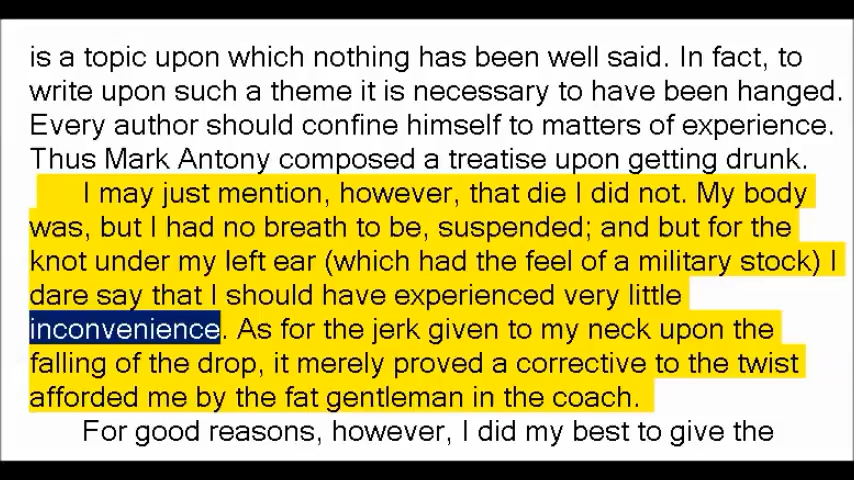 is a topic upon which nothing has been well said. In fact, to
write upon such a theme it is necessary to have been hanged.
Every author should confine himself to matters of experience.
Thus Mark Antony composed a treatise upon getting drunk.
I may just mention, however, that die I did not. My body
was, but I had no breath to be, suspended; and but for the
knot under my left ear (which had the feel of a military stock) I
dare say that I should have experienced very little
inconvenience. As for the jerk given to my neck upon the
falling of the drop, it merely proved a corrective to the twist
afforded me by the fat gentleman in the coach.
For good reasons, however, I did my best to give the